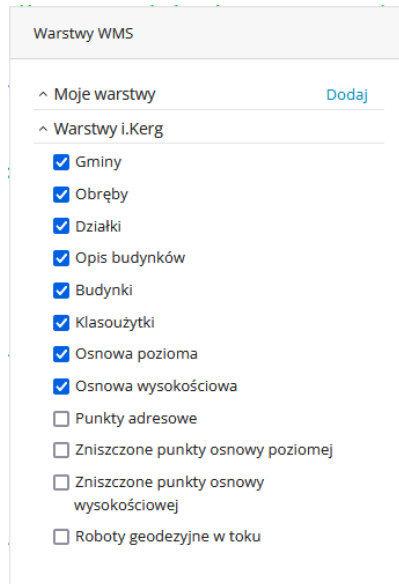 Warstwy WMS
Moje warstwy Dodaj
Warstwy i.Kerg
Gminy
Obręby
Działki
Opis budynków
Budynki
Klasoużytki
Osnowa pozioma
Osnowa wysokościowa
Punkty adresowe
Zniszczone punkty osnowy poziomej
Zniszczone punkty osnowy
wysokościowej
Roboty geodezyjne w toku